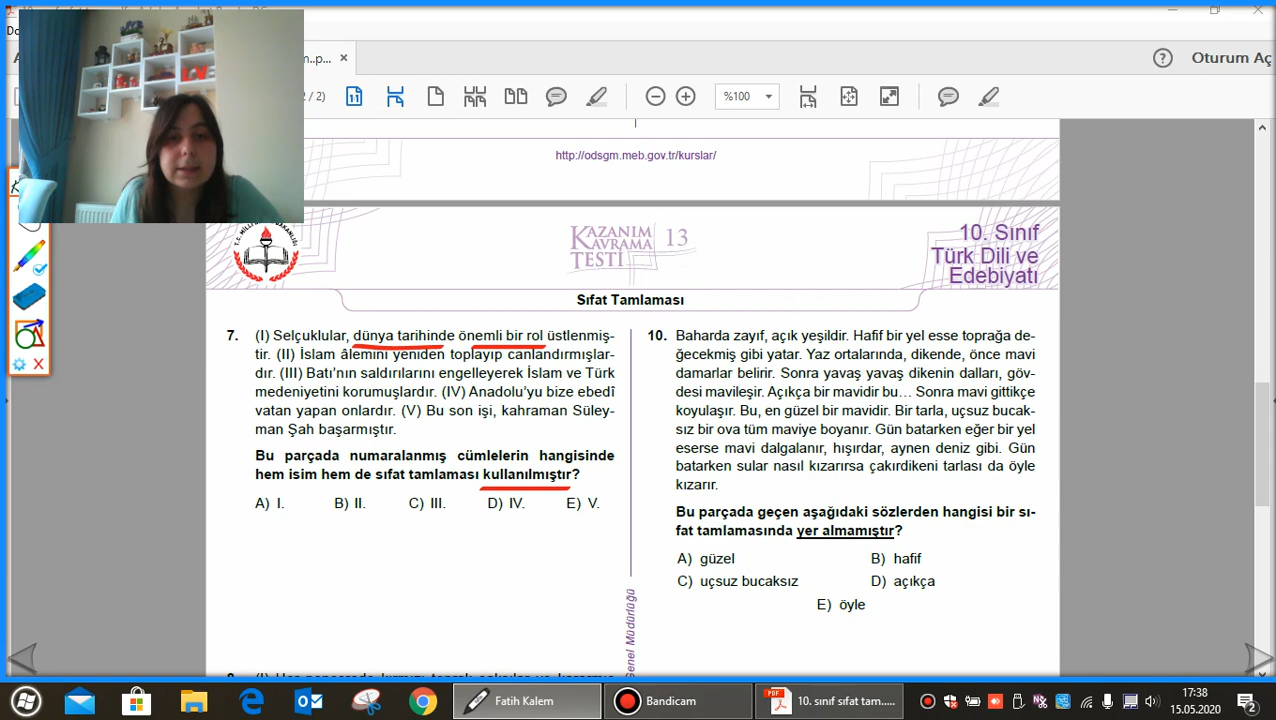 Oturum Aç
/ 2)
%100
http://odsgm.meb.gov.tr/kurslar/
KAZANIM
KAVRAMA
TESTİ
13
10. Sınıf
Türk Dili ve
Edebiyatı
Sıfat Tamlaması
7. (I) Selçuklular, dünya tarihinde önemli bir rol üstlenmiş-
tir. (II) İslam âlemini yeniden toplayıp canlandırmışlar-
dır. (III) Batı’nın saldırılarını engelleyerek İslam ve Türk
medeniyetini korumuşlardır. (IV) Anadolu’yu bize ebedî
vatan yapan onlardır. (V) Bu son işi, kahraman Süley-
man Şah başarmıştır.
Bu parçada numaralanmış cümlelerin hangisinde
hem isim hem de sıfat tamlaması kullanılmıştır?
A) I. B) II. C) III. D) IV. E) V.
10. Baharda zayıf, açık yeşildir. Hafif bir yel esse toprağa de-
ğecekmiş gibi yatar. Yaz ortalarında, dikende, önce mavi
damarlar belirir. Sonra yavaş yavaş dikenin dalları, göv-
desi mavileşir. Açıkça bir mavidir bu… Sonra mavi gittikçe
koyulaşır. Bu, en güzel bir mavidir. Bir tarla, uçsuz bucak-
sız bir ova tüm maviye boyanır. Gün batarken eğer bir yel
eserse mavi dalgalanır, hışırdar, aynen deniz gibi. Gün
batarken sular nasıl kızarırsa çakırdikeni tarlası da öyle
kızarır.
Bu parçada geçen aşağıdaki sözlerden hangisi bir sı-
fat tamlamasında yer almamıştır?
A) güzel B) hafif
C) uçsuz bucaksız D) açıkça
E) öyle
Genel Müdürlüğü
Fatih Kalem
Bandicam
10. sınıf sıfat tam.....
17:38
15.05.2020
2